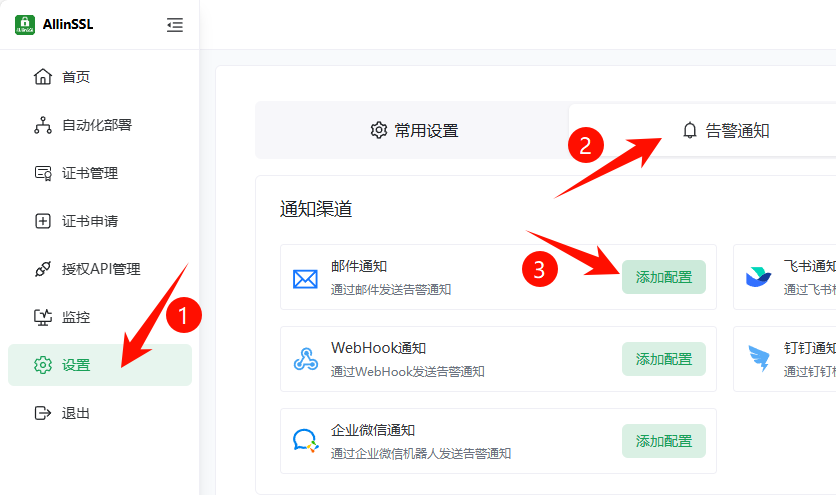 AllinSSL
首页
自动化部署
证书管理
证书申请
授权API管理
监控
设置
退出
1
常用设置
告警通知
2
通知渠道
邮件通知
通过邮件发送告警通知
3
添加配置
飞书通知
通过飞书
WebHook通知
通过WebHook发送告警通知
添加配置
钉钉通知
通过钉钉
企业微信通知
通过企业微信机器人发送告警通知
添加配置